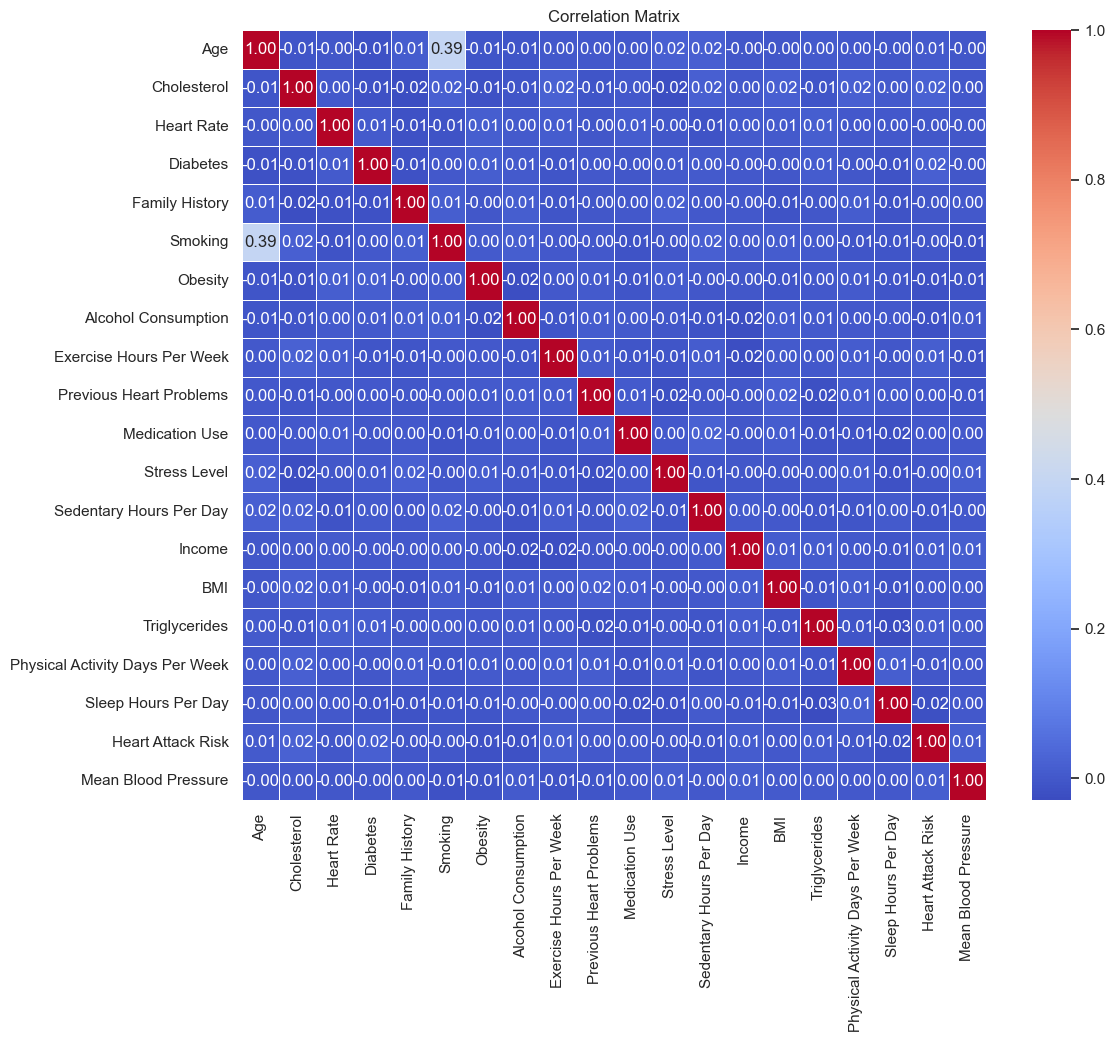 Correlation Matrix
Age 1.00 -0.01 -0.00 -0.01 0.01 0.39 -0.01 -0.01 0.00 0.00 0.00 0.02 0.02 -0.00 -0.00 0.00 0.00 -0.00 0.01 -0.00
Cholesterol -0.01 1.00 0.00 -0.01 -0.02 0.02 -0.01 -0.01 0.02 -0.01 -0.00 -0.02 0.02 0.00 0.02 -0.01 0.02 0.00 0.02 0.00
Heart Rate -0.00 0.00 1.00 0.01 -0.01 -0.01 0.01 0.00 0.01 -0.00 0.01 -0.00 -0.01 0.00 0.01 0.01 0.00 -0.00 -0.00 -0.00
Diabetes -0.01 -0.01 0.01 1.00 -0.01 0.00 0.01 0.01 -0.01 0.00 -0.00 0.01 0.00 -0.00 -0.00 0.01 -0.00 -0.01 0.02 -0.00
Family History 0.01 -0.02 -0.01 -0.01 1.00 0.01 -0.00 0.01 -0.01 -0.00 0.00 0.02 0.00 -0.00 -0.01 -0.00 0.01 -0.01 -0.00 0.00
Smoking 0.39 0.02 -0.01 0.00 0.01 1.00 0.00 0.01 -0.00 -0.00 -0.01 -0.00 0.02 0.00 0.01 0.00 -0.01 -0.01 -0.00 -0.01
Obesity -0.01 -0.01 0.01 0.01 -0.00 0.00 1.00 -0.02 0.00 0.01 -0.01 0.01 -0.00 -0.00 -0.01 0.00 0.01 -0.01 -0.01 -0.01
Alcohol Consumption -0.01 -0.01 0.00 0.01 0.01 0.01 -0.02 1.00 -0.01 0.01 0.00 -0.01 -0.01 -0.02 0.01 0.01 0.00 -0.00 -0.01 0.01
Exercise Hours Per Week 0.00 0.02 0.01 -0.01 -0.01 -0.00 0.00 -0.01 1.00 0.01 -0.01 -0.01 0.01 -0.02 0.00 0.00 0.01 -0.00 0.01 -0.01
Previous Heart Problems 0.00 -0.01 -0.00 0.00 -0.00 -0.00 0.01 0.01 0.01 1.00 0.01 -0.02 -0.00 -0.00 0.02 -0.02 0.01 0.00 0.00 -0.01
Medication Use 0.00 -0.00 0.01 -0.00 0.00 -0.01 -0.01 0.00 -0.01 0.01 1.00 0.00 0.02 -0.00 0.01 -0.01 -0.01 -0.02 0.00 0.00
Stress Level 0.02 -0.02 -0.00 0.01 0.02 -0.00 0.01 -0.01 -0.01 -0.02 0.00 1.00 -0.01 -0.00 -0.00 -0.00 0.01 -0.01 -0.00 0.01
Sedentary Hours Per Day 0.02 0.02 -0.01 0.00 0.00 0.02 -0.00 -0.01 0.01 -0.00 0.02 -0.01 1.00 0.00 -0.00 -0.01 -0.01 0.00 -0.01 -0.00
Income -0.00 0.00 0.00 -0.00 -0.00 0.00 -0.00 -0.02 -0.02 -0.00 -0.00 -0.00 0.00 1.00 0.01 0.01 0.00 -0.01 0.01 0.01
BMI -0.00 0.02 0.01 -0.00 -0.01 0.01 -0.01 0.01 0.00 0.02 0.01 -0.00 -0.00 0.01 1.00 -0.01 0.01 -0.01 0.00 0.00
Triglycerides 0.00 -0.01 0.01 0.01 -0.00 0.00 0.00 0.01 0.00 -0.02 -0.01 -0.00 -0.01 0.01 -0.01 1.00 -0.01 -0.03 0.01 0.00
Physical Activity Days Per Week 0.00 0.02 0.00 -0.00 0.01 -0.01 0.01 0.00 0.01 0.01 -0.01 0.01 -0.01 0.00 0.01 -0.01 1.00 0.01 -0.01 0.00
Sleep Hours Per Day -0.00 0.00 -0.00 -0.01 -0.01 -0.01 -0.01 -0.00 -0.00 0.00 -0.02 -0.01 0.00 -0.01 -0.01 -0.03 0.01 1.00 -0.02 0.00
Heart Attack Risk 0.01 0.02 -0.00 0.02 -0.00 -0.00 -0.01 -0.01 0.01 0.00 0.00 -0.00 -0.01 0.01 0.00 0.01 -0.01 -0.02 1.00 0.01
Mean Blood Pressure -0.00 0.00 -0.00 -0.00 0.00 -0.01 -0.01 0.01 -0.01 -0.01 0.00 0.01 -0.00 0.01 0.00 0.00 0.00 0.00 0.01 1.00
Age
Cholesterol
Heart Rate
Diabetes
Family History
Smoking
Obesity
Alcohol Consumption
Exercise Hours Per Week
Previous Heart Problems
Medication Use
Stress Level
Sedentary Hours Per Day
Income
BMI
Triglycerides
Physical Activity Days Per Week
Sleep Hours Per Day
Heart Attack Risk
Mean Blood Pressure
1.0
0.8
0.6
0.4
0.2
0.0